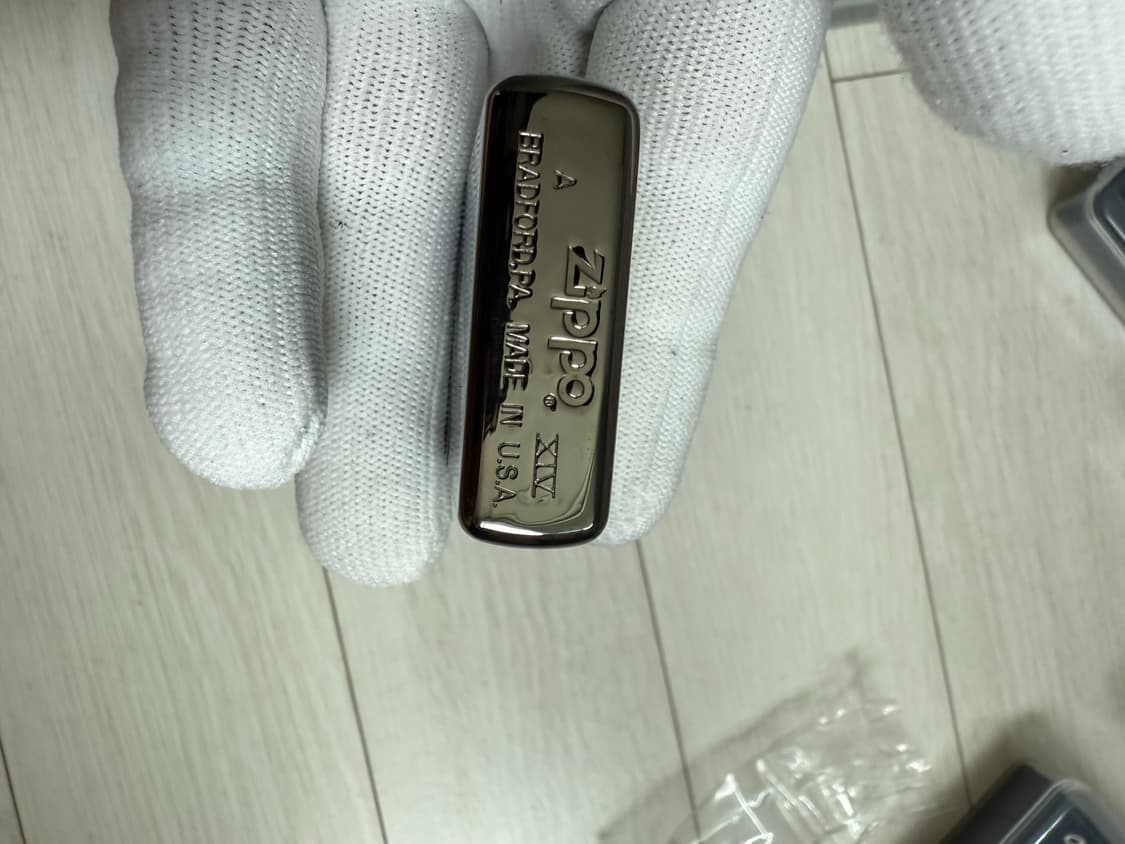 A Zippo® XIV
BRADFORD,PA. MADE IN U.S.A.